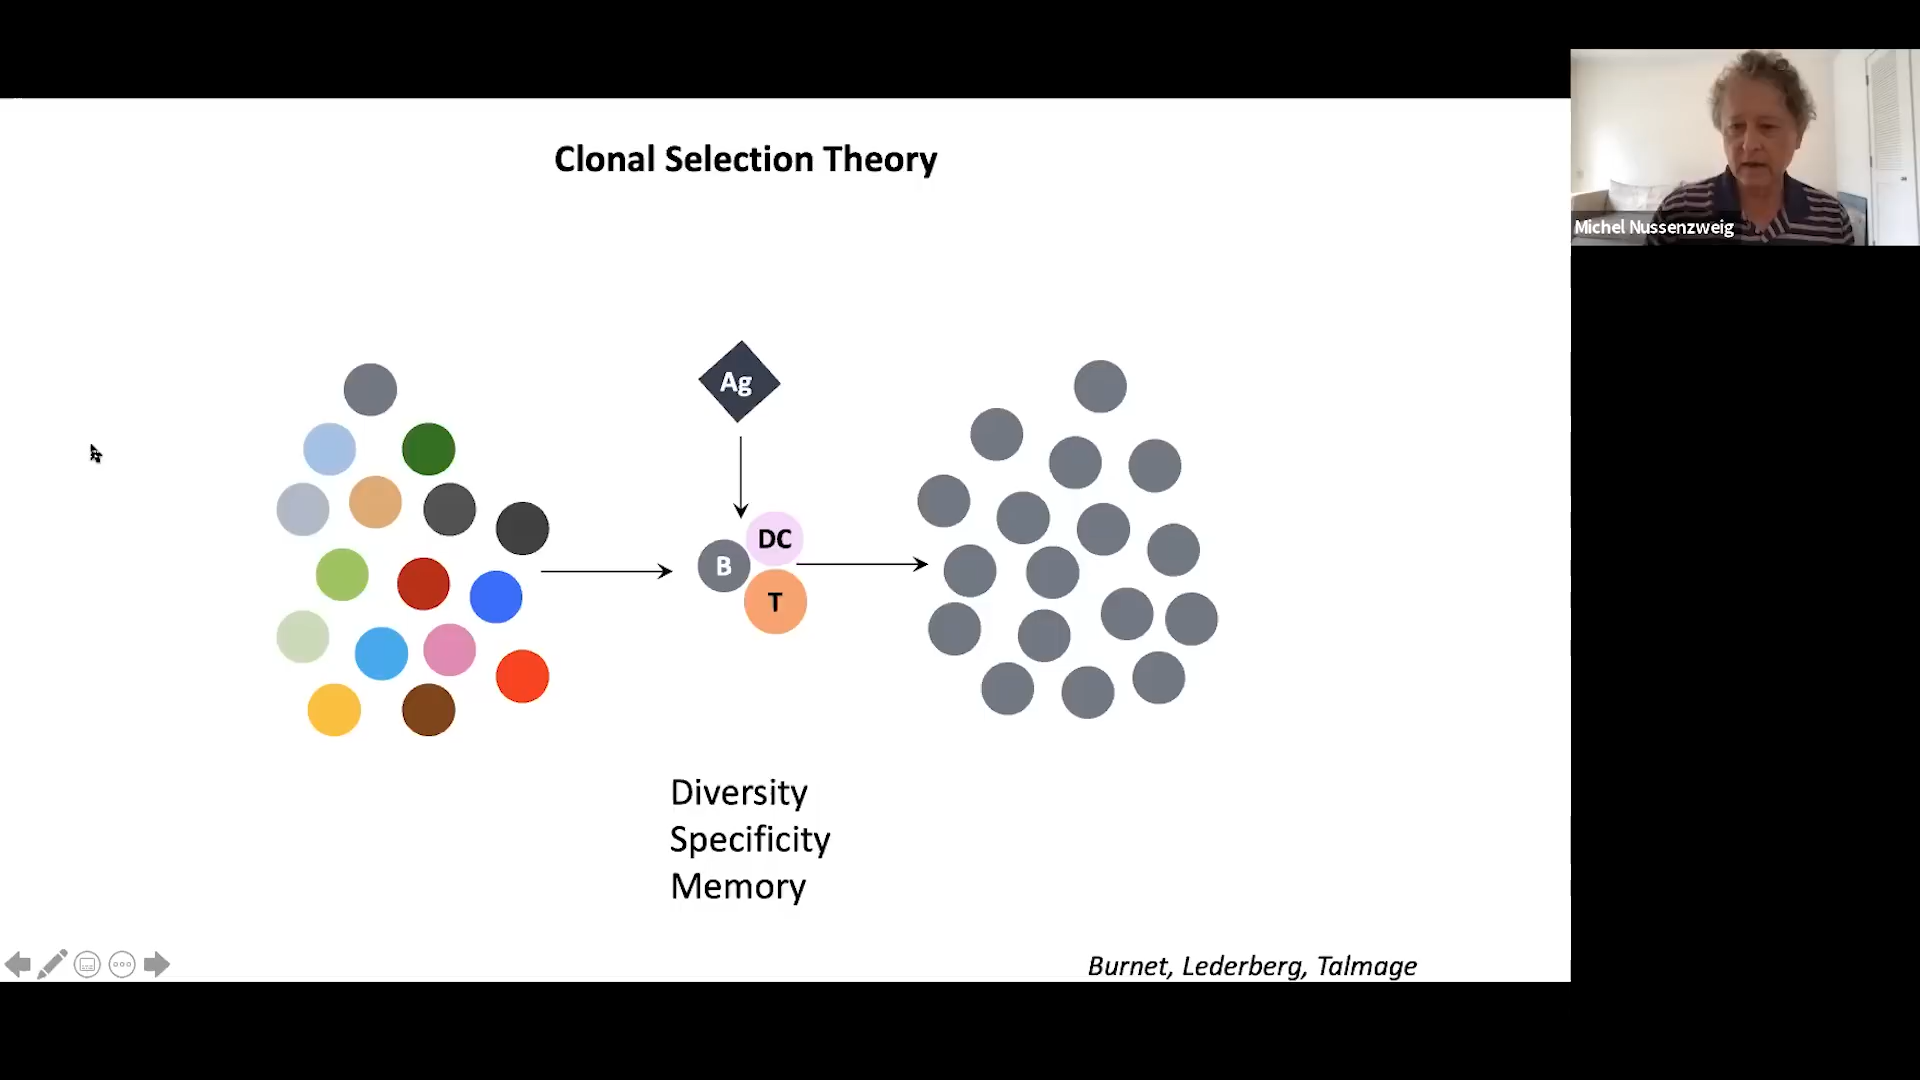 Clonal Selection Theory
Michel Nussenzweig
Ag
DC
B
T
Diversity
Specificity
Memory
Burnet, Lederberg, Talmage